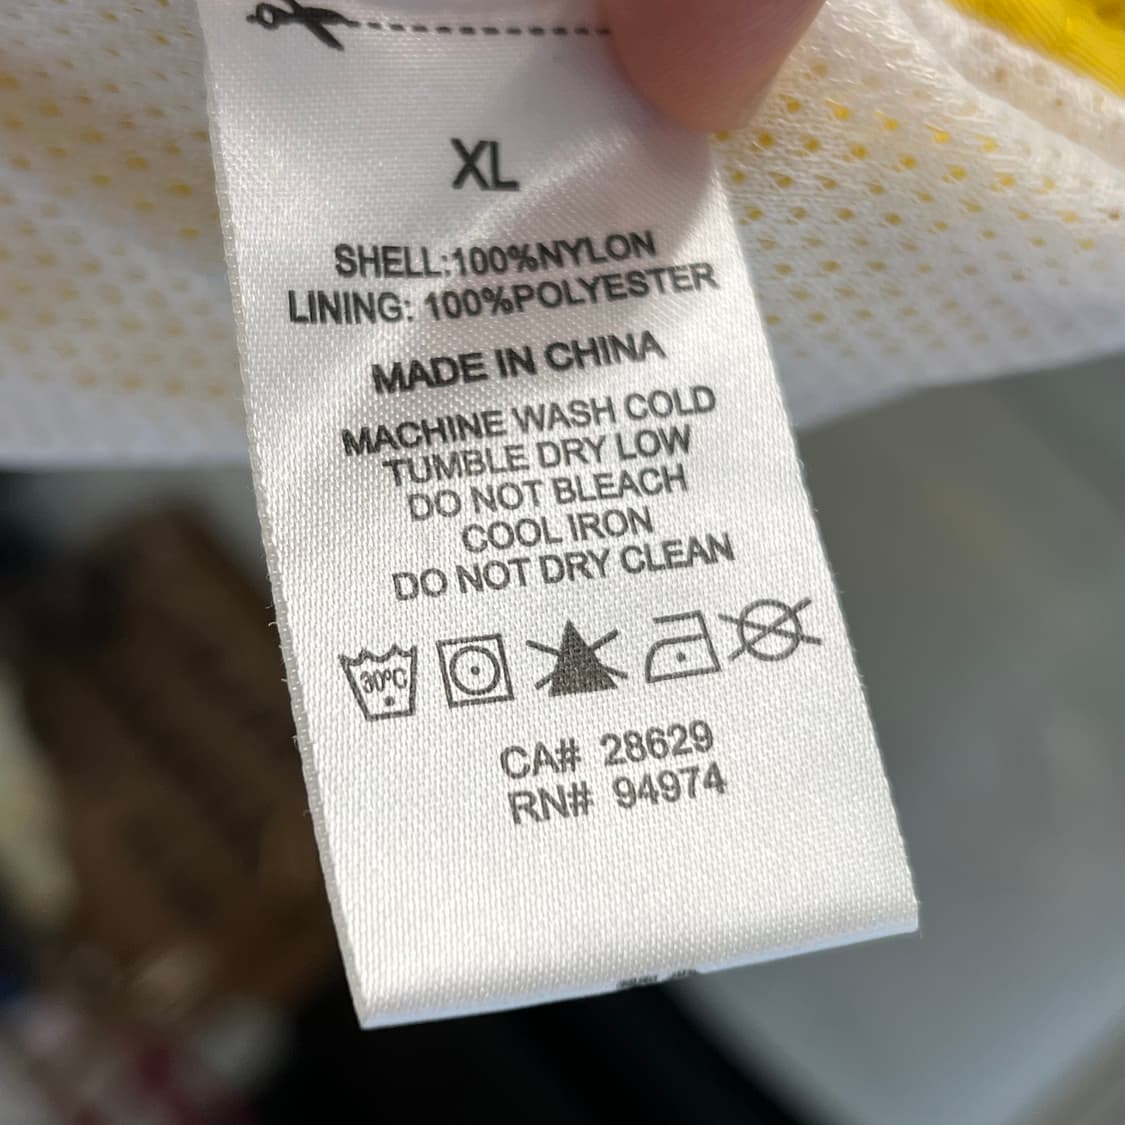 XL
SHELL:100%NYLON
LINING: 100%POLYESTER
MADE IN CHINA
MACHINE WASH COLD
TUMBLE DRY LOW
DO NOT BLEACH
COOL IRON
DO NOT DRY CLEAN
30ºC
CA# 28629
RN# 94974